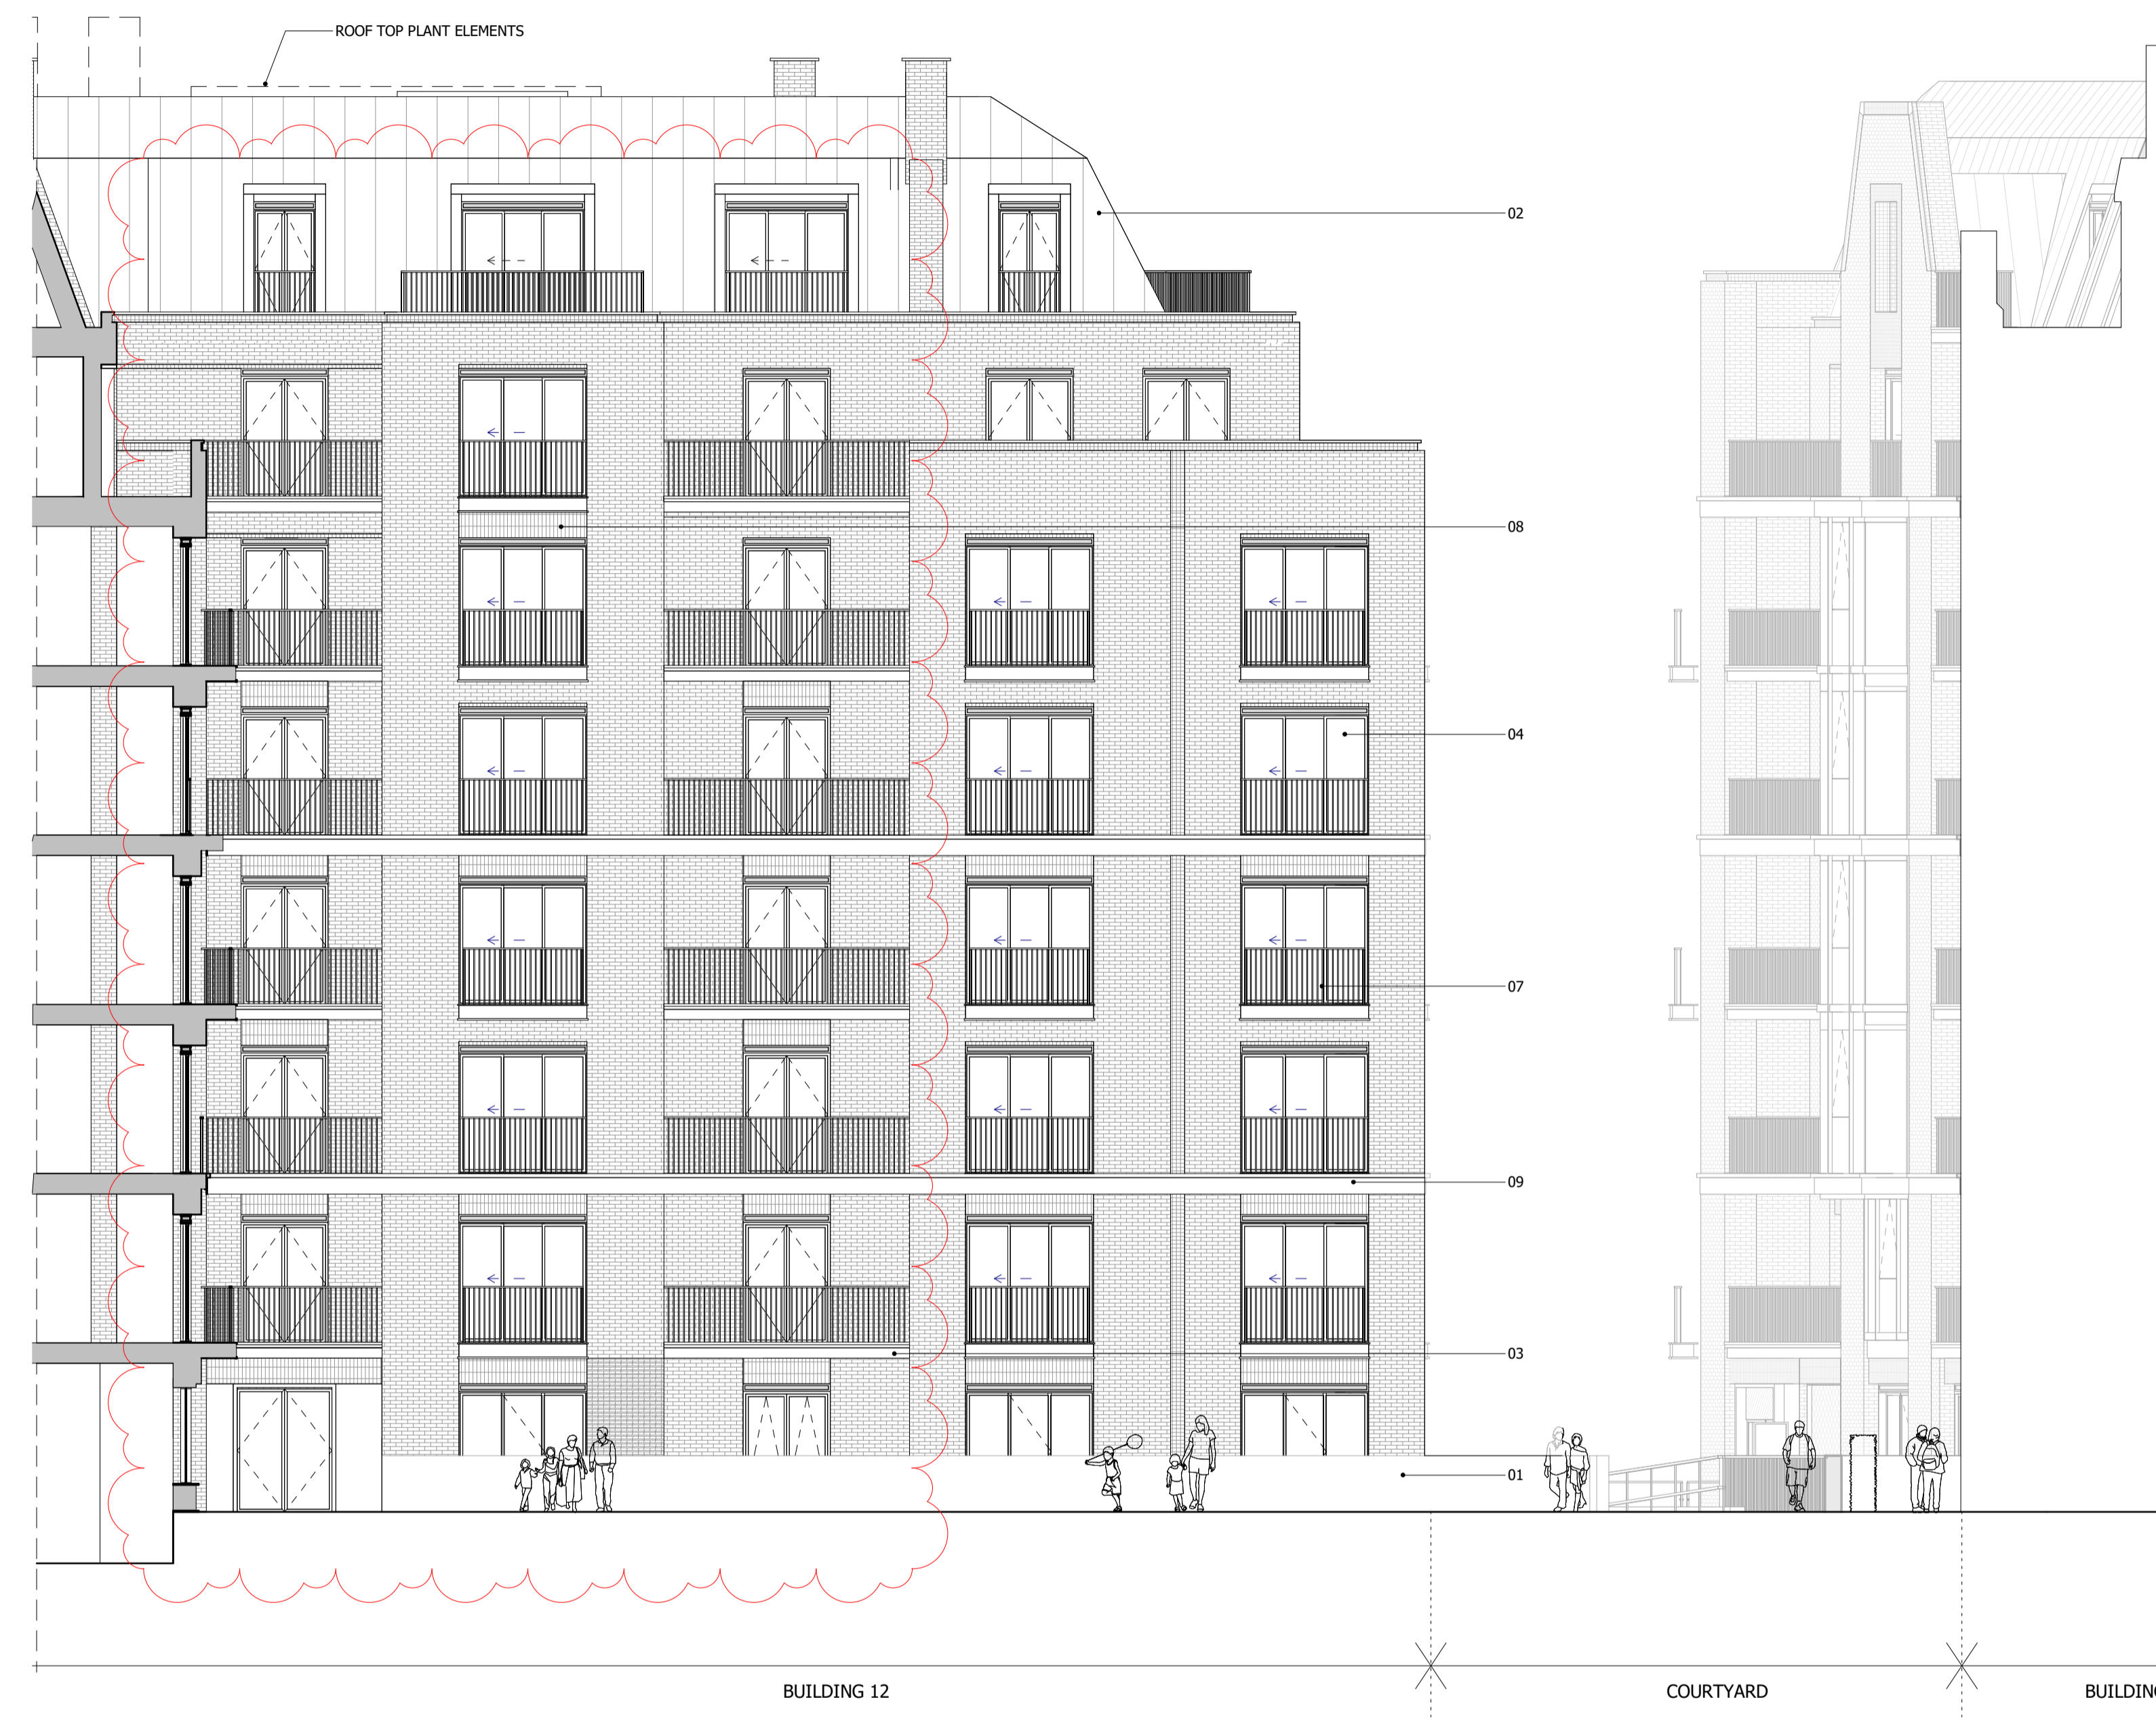 ROOF TOP PLANT ELEMENTS
02
08
04
07
09
03
01
BUILDING 12
COURTYARD
BUILDING